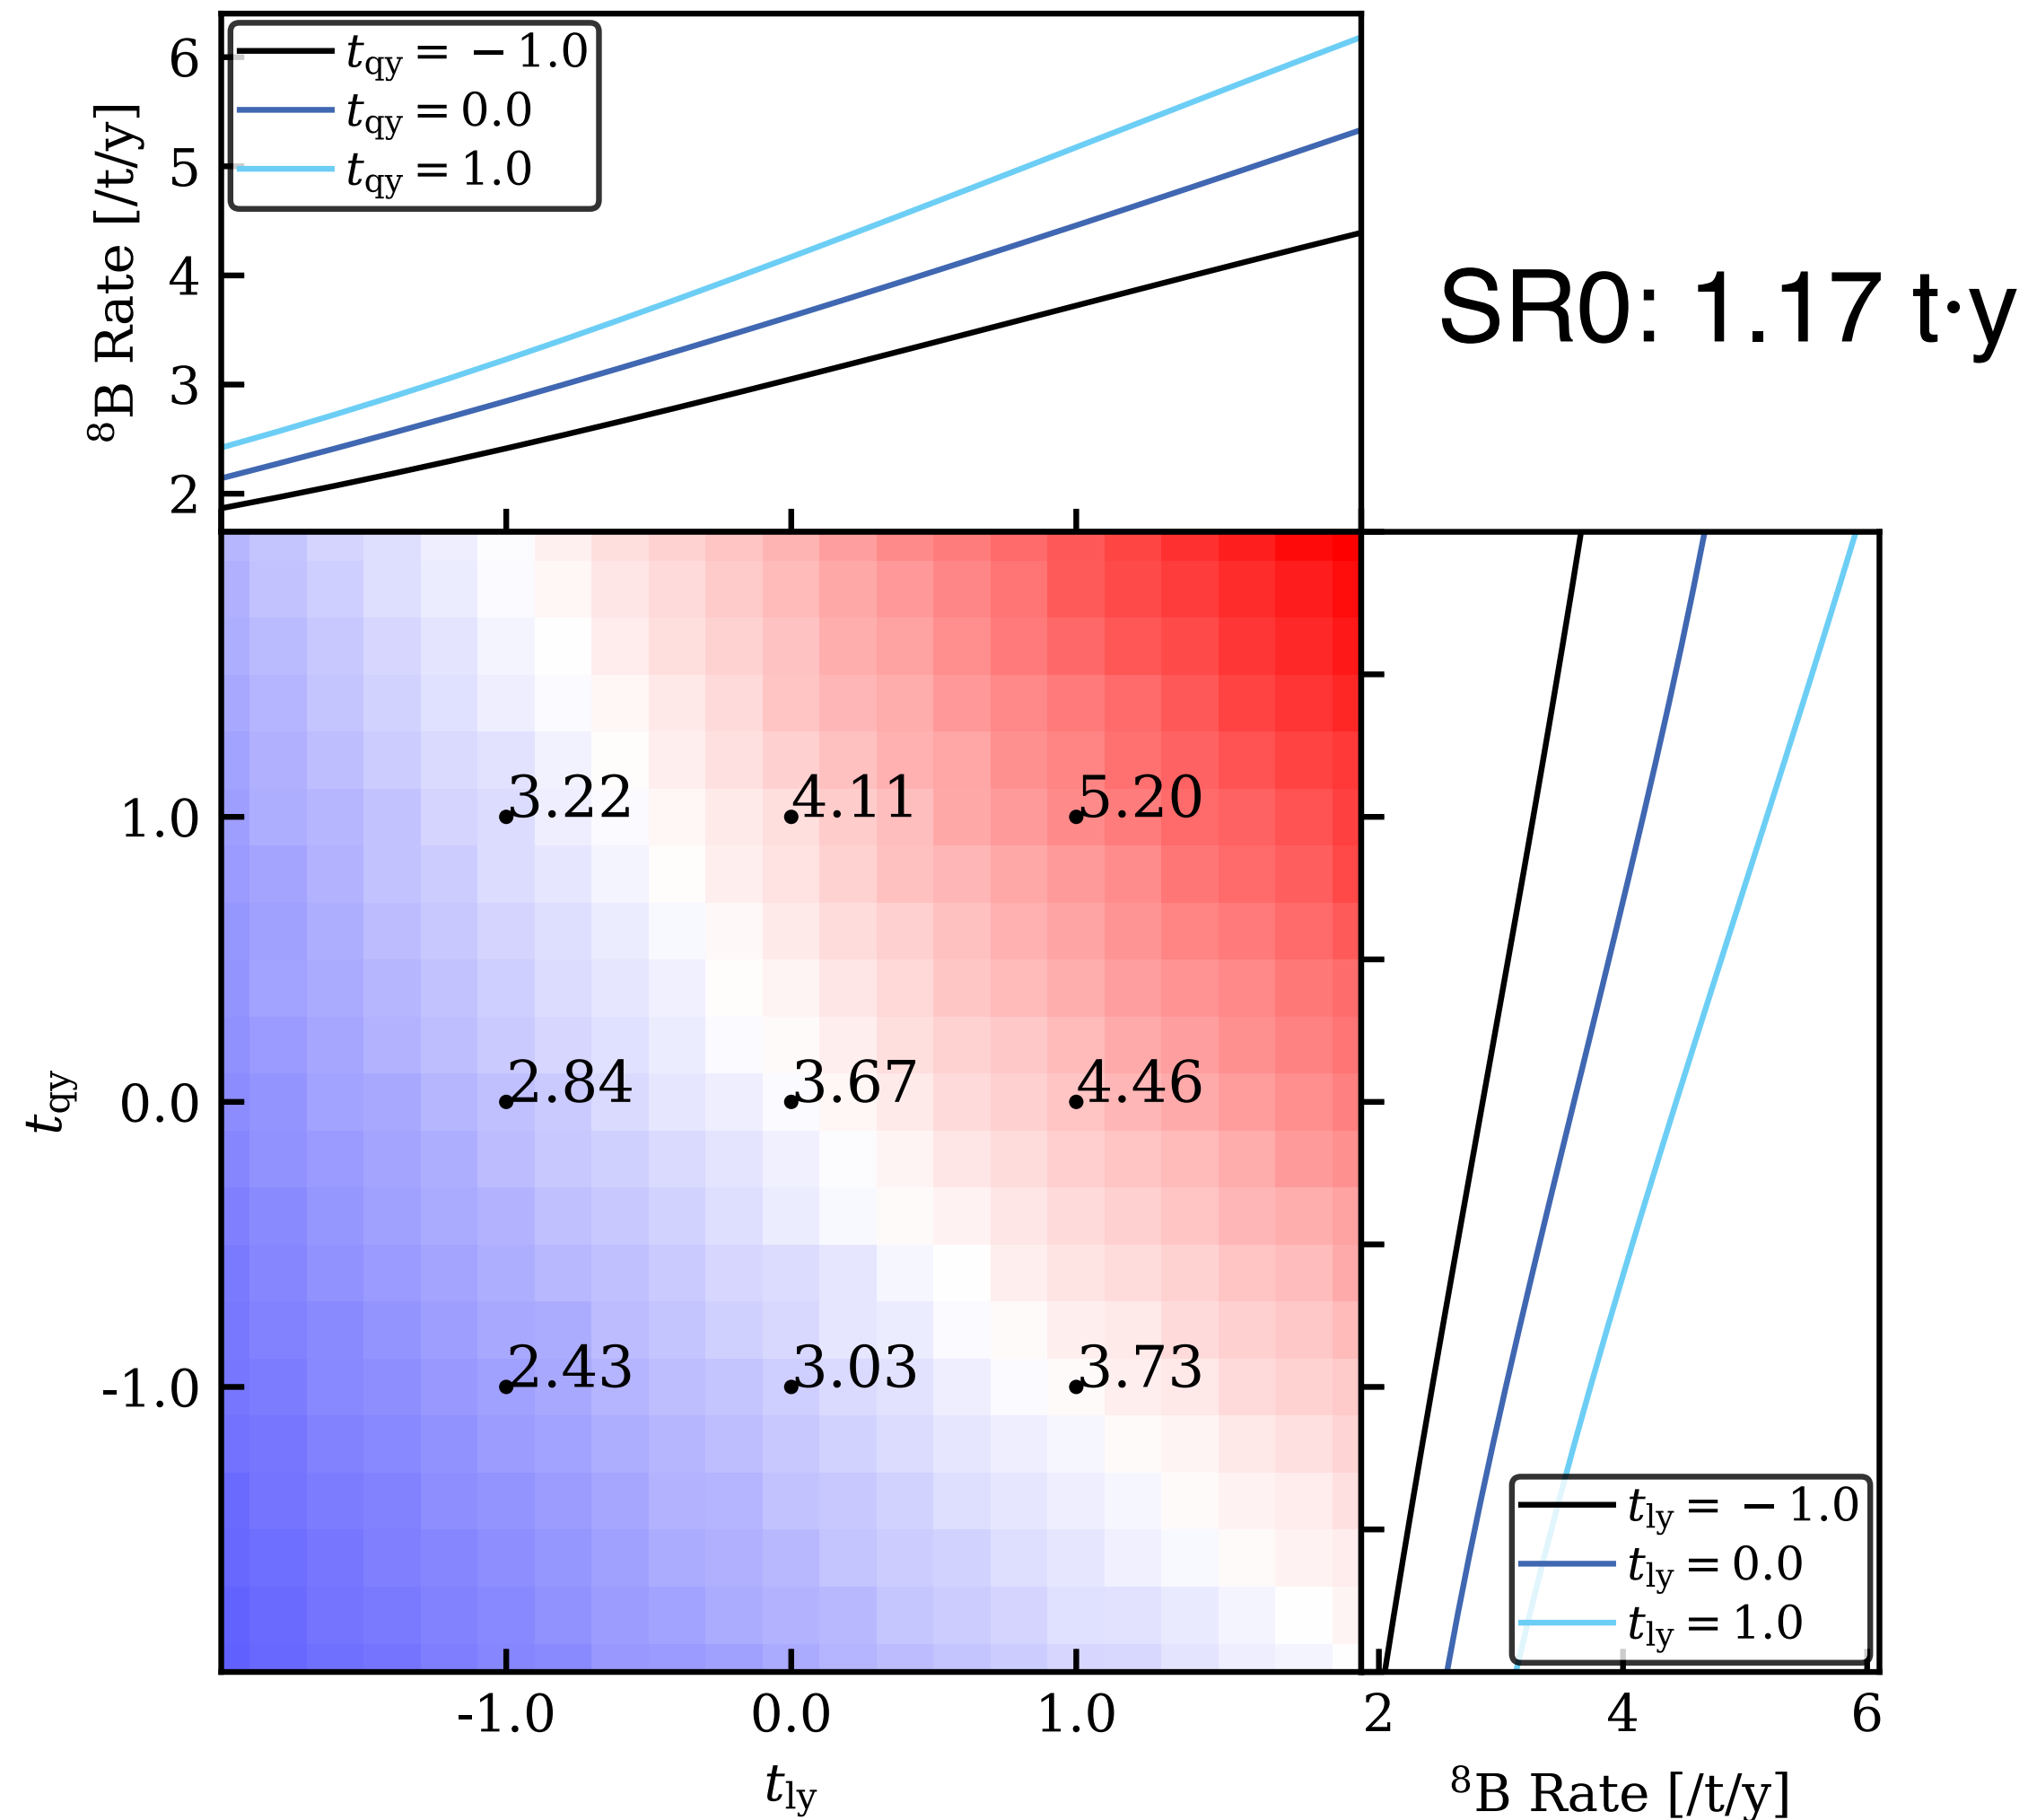 6
5
4
3
2
⁸B Rate [/t/y]
t_qy = −1.0
t_qy = 0.0
t_qy = 1.0
SR0: 1.17 t·y
3.22 4.11 5.20
2.84 3.67 4.46
2.43 3.03 3.73
1.0
0.0
-1.0
t_qy
-1.0 0.0 1.0
t_ly
t_ly = −1.0
t_ly = 0.0
t_ly = 1.0
2 4 6
⁸B Rate [/t/y]